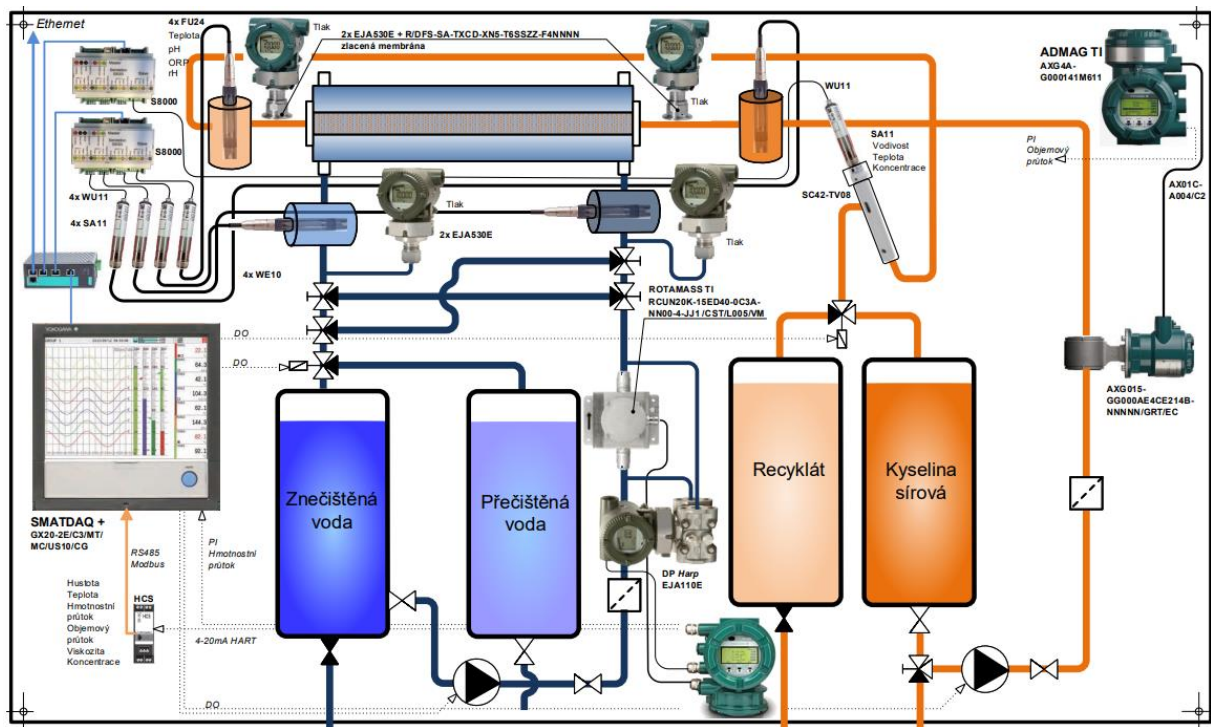 Ethernet
4x FU24
Teplota
pH
ORP
rH
Tlak
2x EJA530E + R/DFS-SA-TXCD-XN5-T6SSZZ-F4NNNN
zlacená membrána
Tlak
WU11
ADMAG TI
AXG4A-
G000141M611
S8000
S8000
SA11
Vodivost
Teplota
Koncentrace
PI
Objemový
průtok
4x WU11
4x SA11
SC42-TV08
AX01C-
A004/C2
Tlak
2x EJA530E
Tlak
4x WE10
ROTAMASS TI
RCUN20K-15ED40-0C3A-
NN00-4-JJ1/CST/L005/VM
YOKOGAWA
DO
DO
AXG015-
GG000AE4CE214B-
NNNNN/GRT/EC
Znečištěná
voda
Přečištěná
voda
Recyklát
Kyselina
sírová
SMATDAQ +
GX20-2E/C3/MT/
MC/US10/CG
RS485
Modbus
PI
Hmotnostní
průtok
DP Harp
EJA110E
Hustota
Teplota
Hmotnostní
průtok
Objemový
průtok
Viskozita
Koncentrace
HCS
4-20mA HART
DO